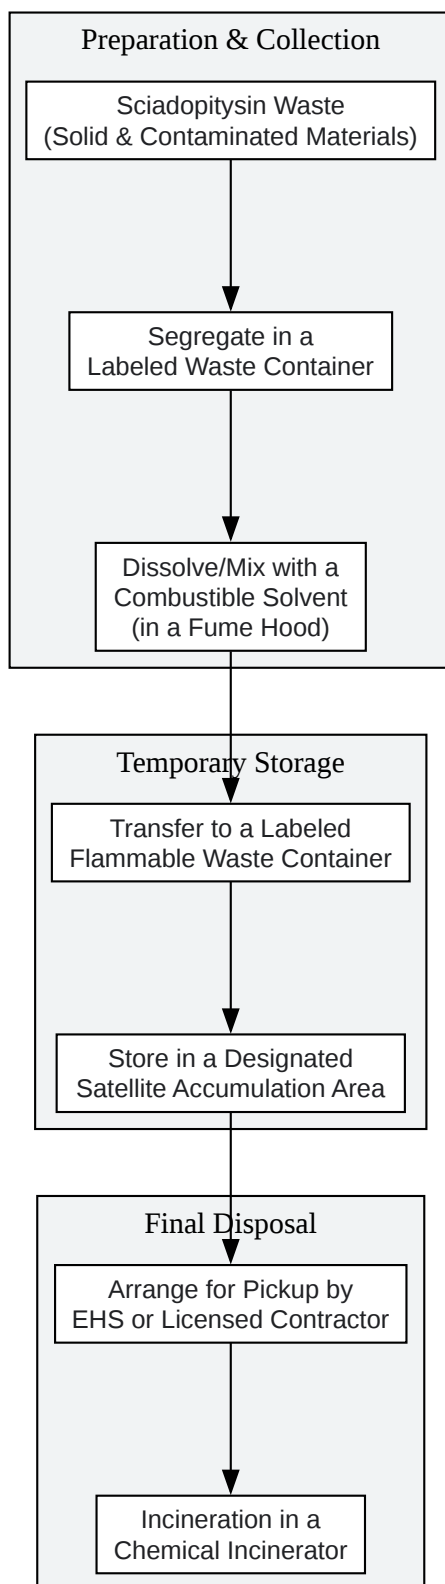 Preparation & Collection
Sciadopitysin Waste
(Solid & Contaminated Materials)
Segregate in a
Labeled Waste Container
Dissolve/Mix with a
Combustible Solvent
(in a Fume Hood)
Temporary Storage
Transfer to a Labeled
Flammable Waste Container
Store in a Designated
Satellite Accumulation Area
Final Disposal
Arrange for Pickup by
EHS or Licensed Contractor
Incineration in a
Chemical Incinerator